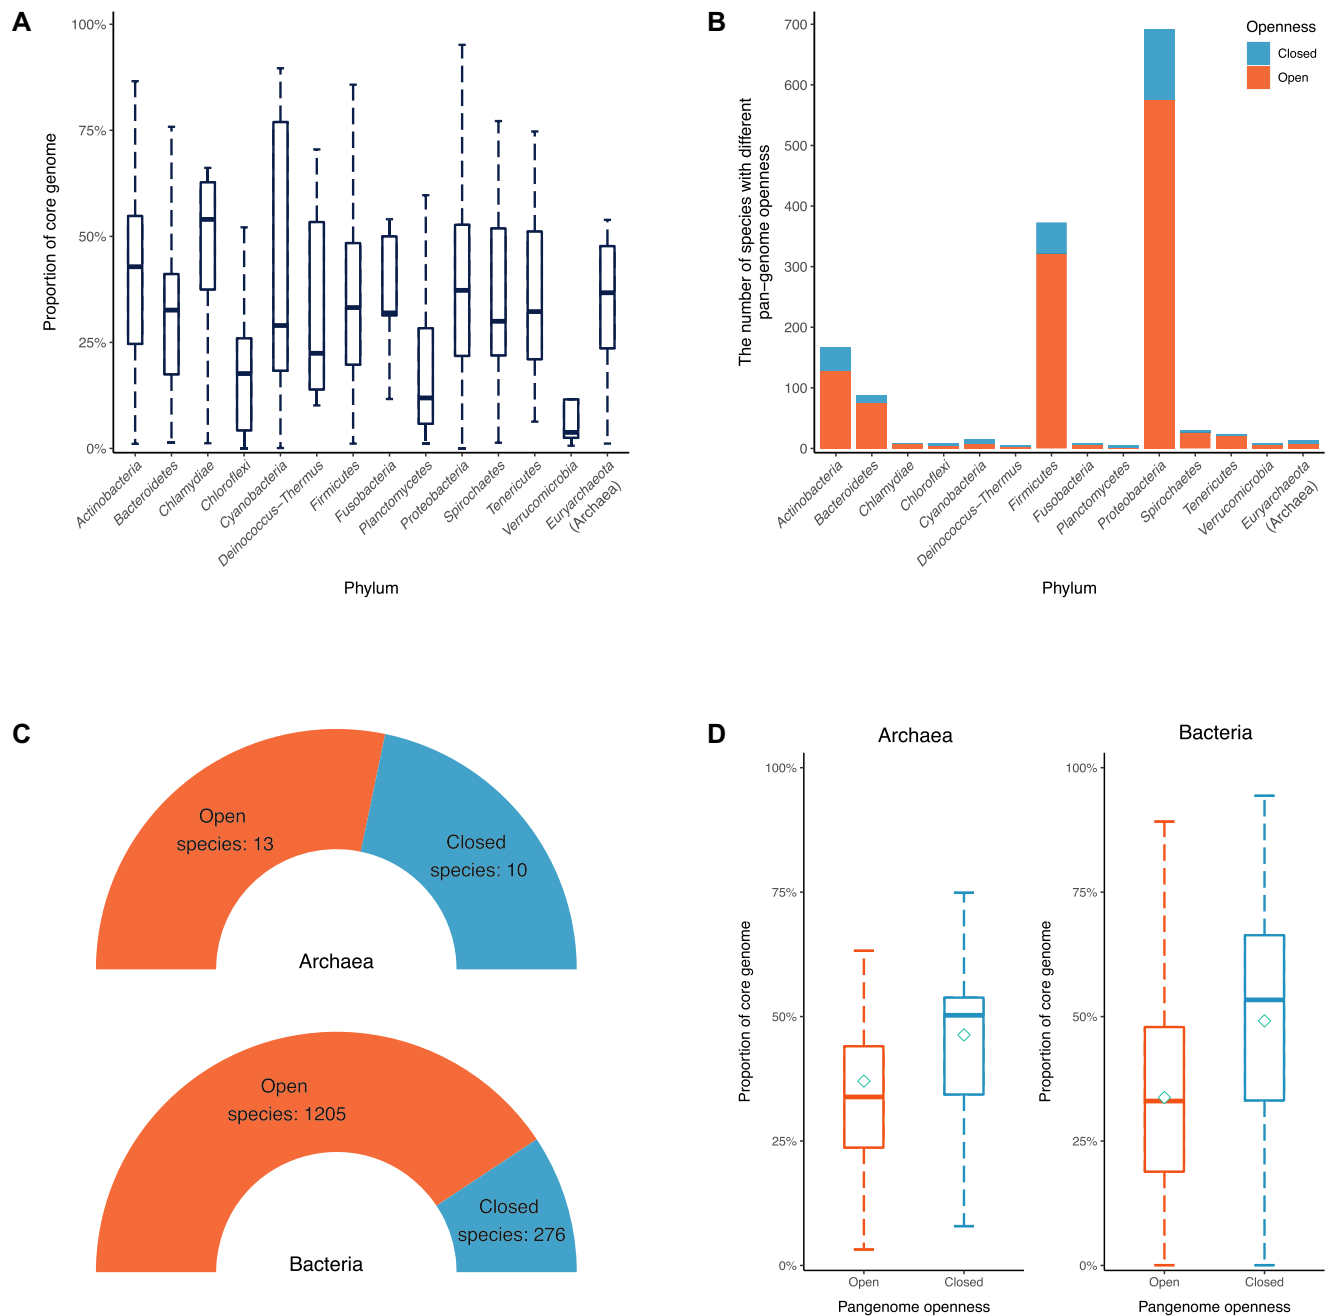 A
100%
75%
50%
25%
0%
Proportion of core genome
Actinobacteria
Bacteroidetes
Chlamydiae
Chloroflexi
Cyanobacteria
Deinococcus-Thermus
Firmicutes
Fusobacteria
Planctomycetes
Proteobacteria
Spirochaetes
Tenericutes
Verrucomicrobia
Euryarchaeota
(Archaea)
Phylum
B
700
600
500
400
300
200
100
0
The number of species with different
pan-genome openness
Openness
Closed
Open
Actinobacteria
Bacteroidetes
Chlamydiae
Chloroflexi
Cyanobacteria
Deinococcus-Thermus
Firmicutes
Fusobacteria
Planctomycetes
Proteobacteria
Spirochaetes
Tenericutes
Verrucomicrobia
Euryarchaeota
(Archaea)
Phylum
C
Open
species: 13
Closed
species: 10
Archaea
Open
species: 1205
Closed
species: 276
Bacteria
D
Archaea
100%
75%
50%
25%
0%
Proportion of core genome
Open
Closed
Pangenome openness
Bacteria
100%
75%
50%
25%
0%
Proportion of core genome
Open
Closed
Pangenome openness